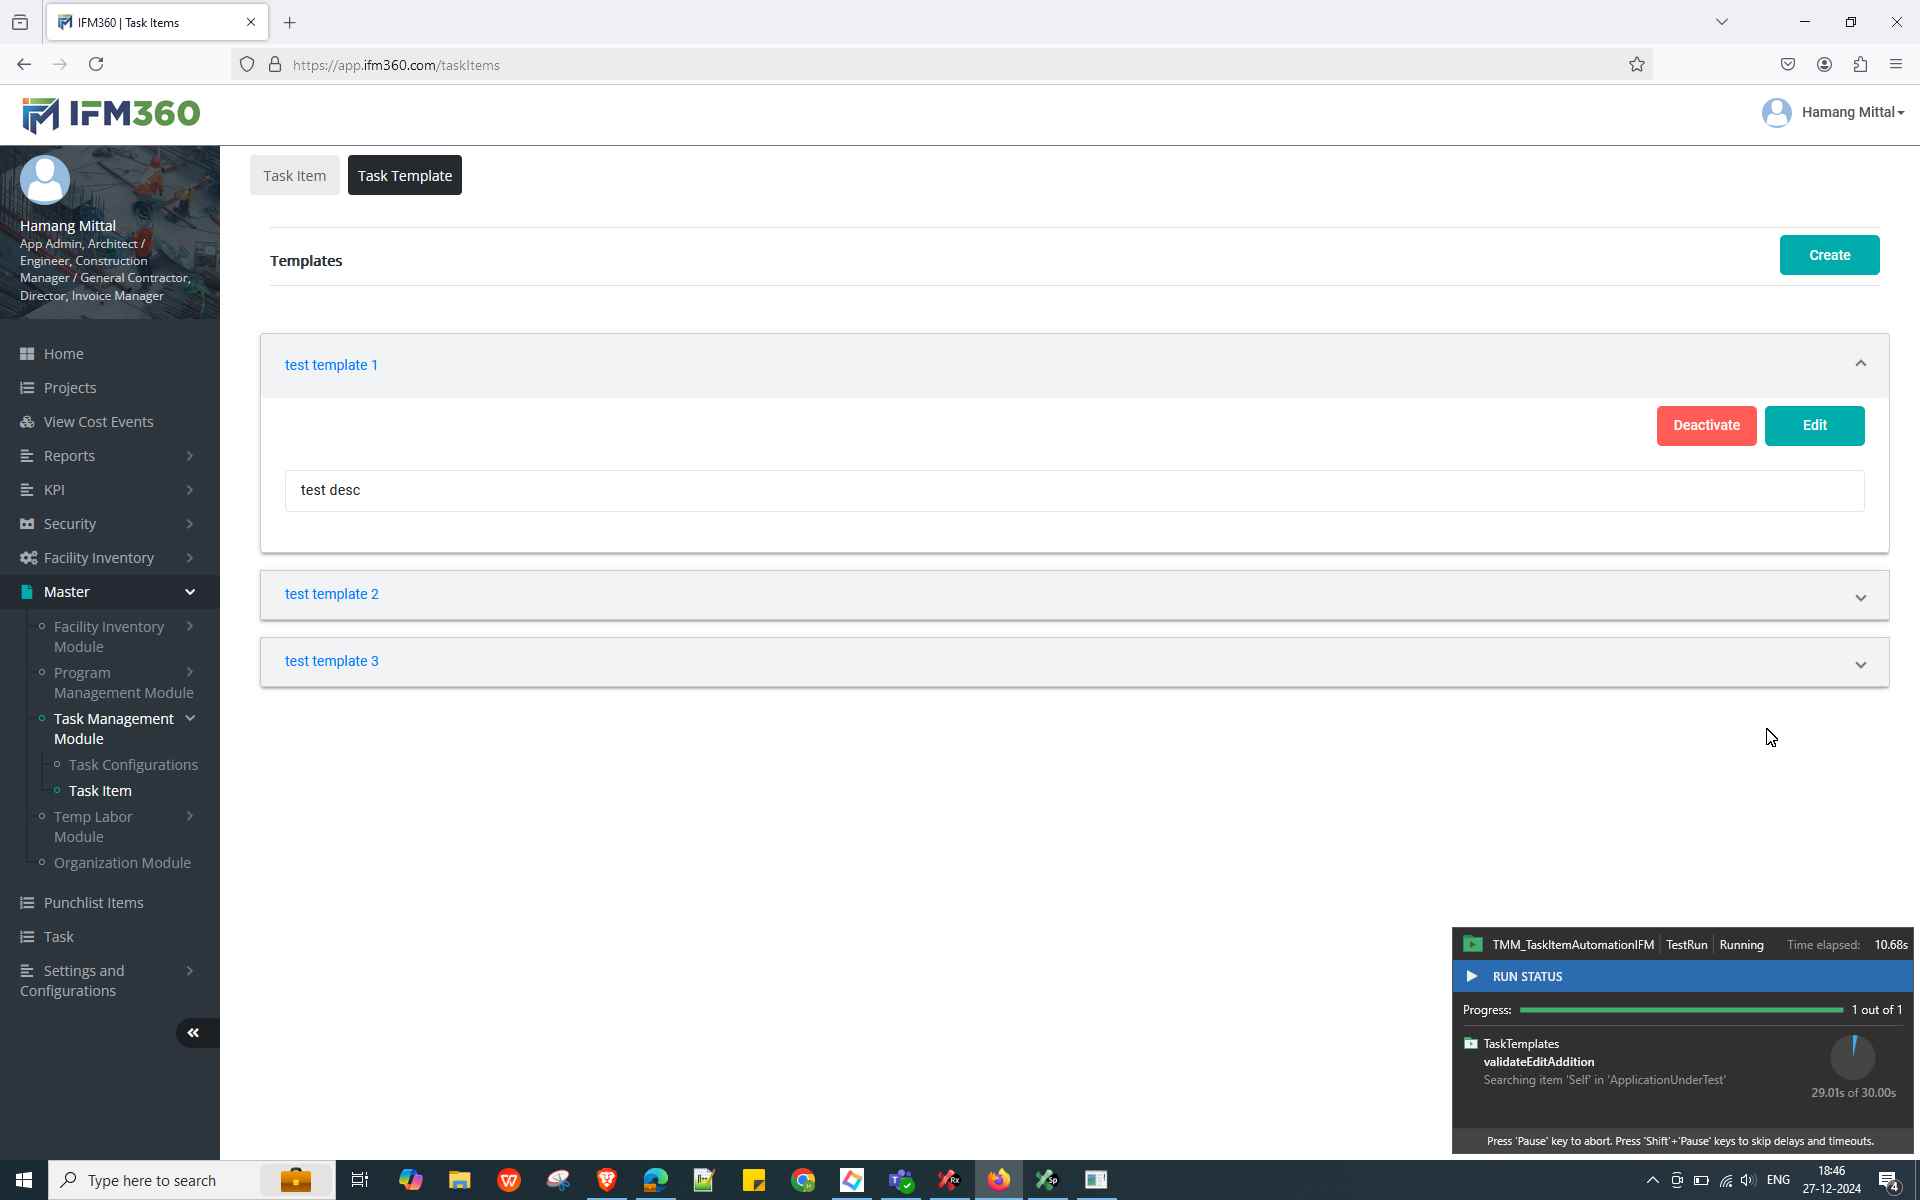 IFM360 | Task Items
https://app.ifm360.com/taskItems
IFM360
Hamang Mittal
Hamang Mittal
App Admin, Architect /
Engineer, Construction
Manager / General Contractor,
Director, Invoice Manager
Home
Projects
View Cost Events
Reports
KPI
Security
Facility Inventory
Master
Facility Inventory
Module
Program
Management Module
Task Management
Module
Task Configurations
Task Item
Temp Labor
Module
Organization Module
Punchlist Items
Task
Settings and
Configurations
Task Item
Task Template
Templates
Create
test template 1
Deactivate
Edit
test desc
test template 2
test template 3
TMM_TaskItemAutomationIFM
TestRun
Running
Time elapsed:
10.68s
RUN STATUS
Progress:
1 out of 1
TaskTemplates
validateEditAddition
Searching item 'Self' in 'ApplicationUnderTest'
29.01s of 30.00s
Press 'Pause' key to abort. Press 'Shift'+'Pause' keys to skip delays and timeouts.
Type here to search
ENG
18:46
27-12-2024
4